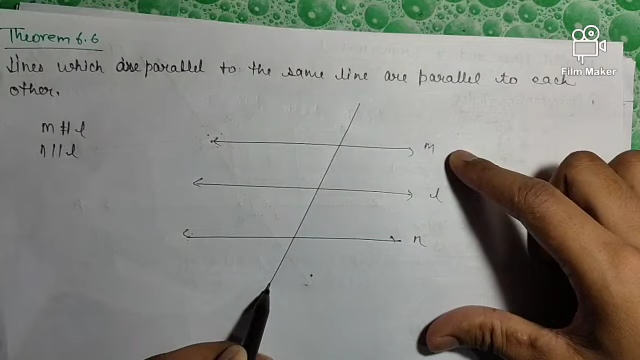 Theorem 6.6
Lines which are parallel to the same line are parallel to each
other.
m || l
n || l
m
l
n
Film Maker